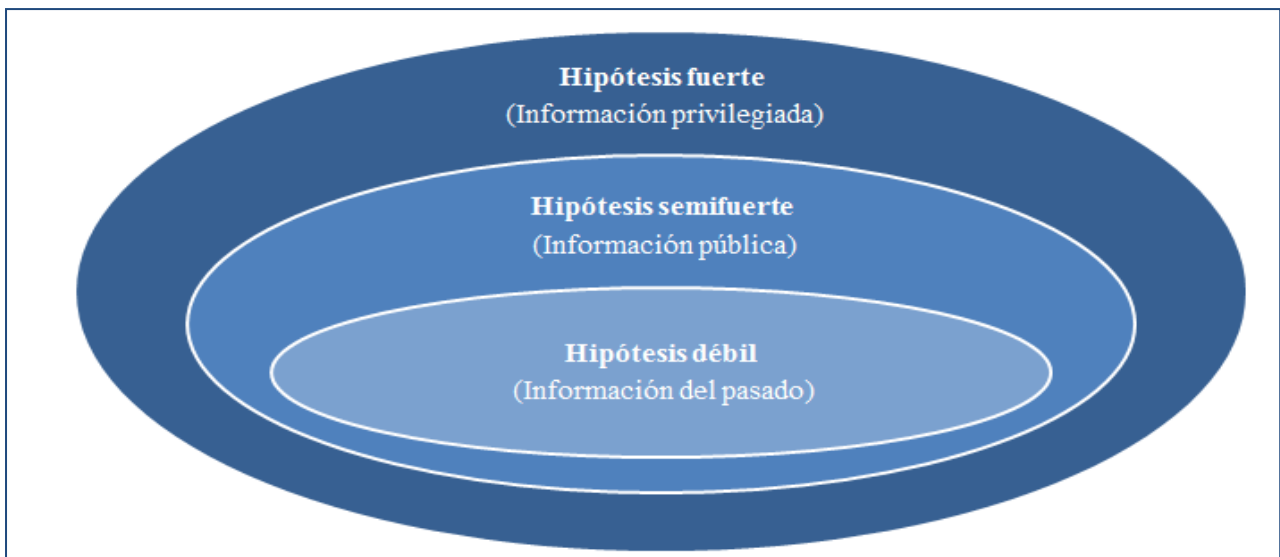 Hipótesis fuerte
(Información privilegiada)
Hipótesis semifuerte
(Información pública)
Hipótesis débil
(Información del pasado)